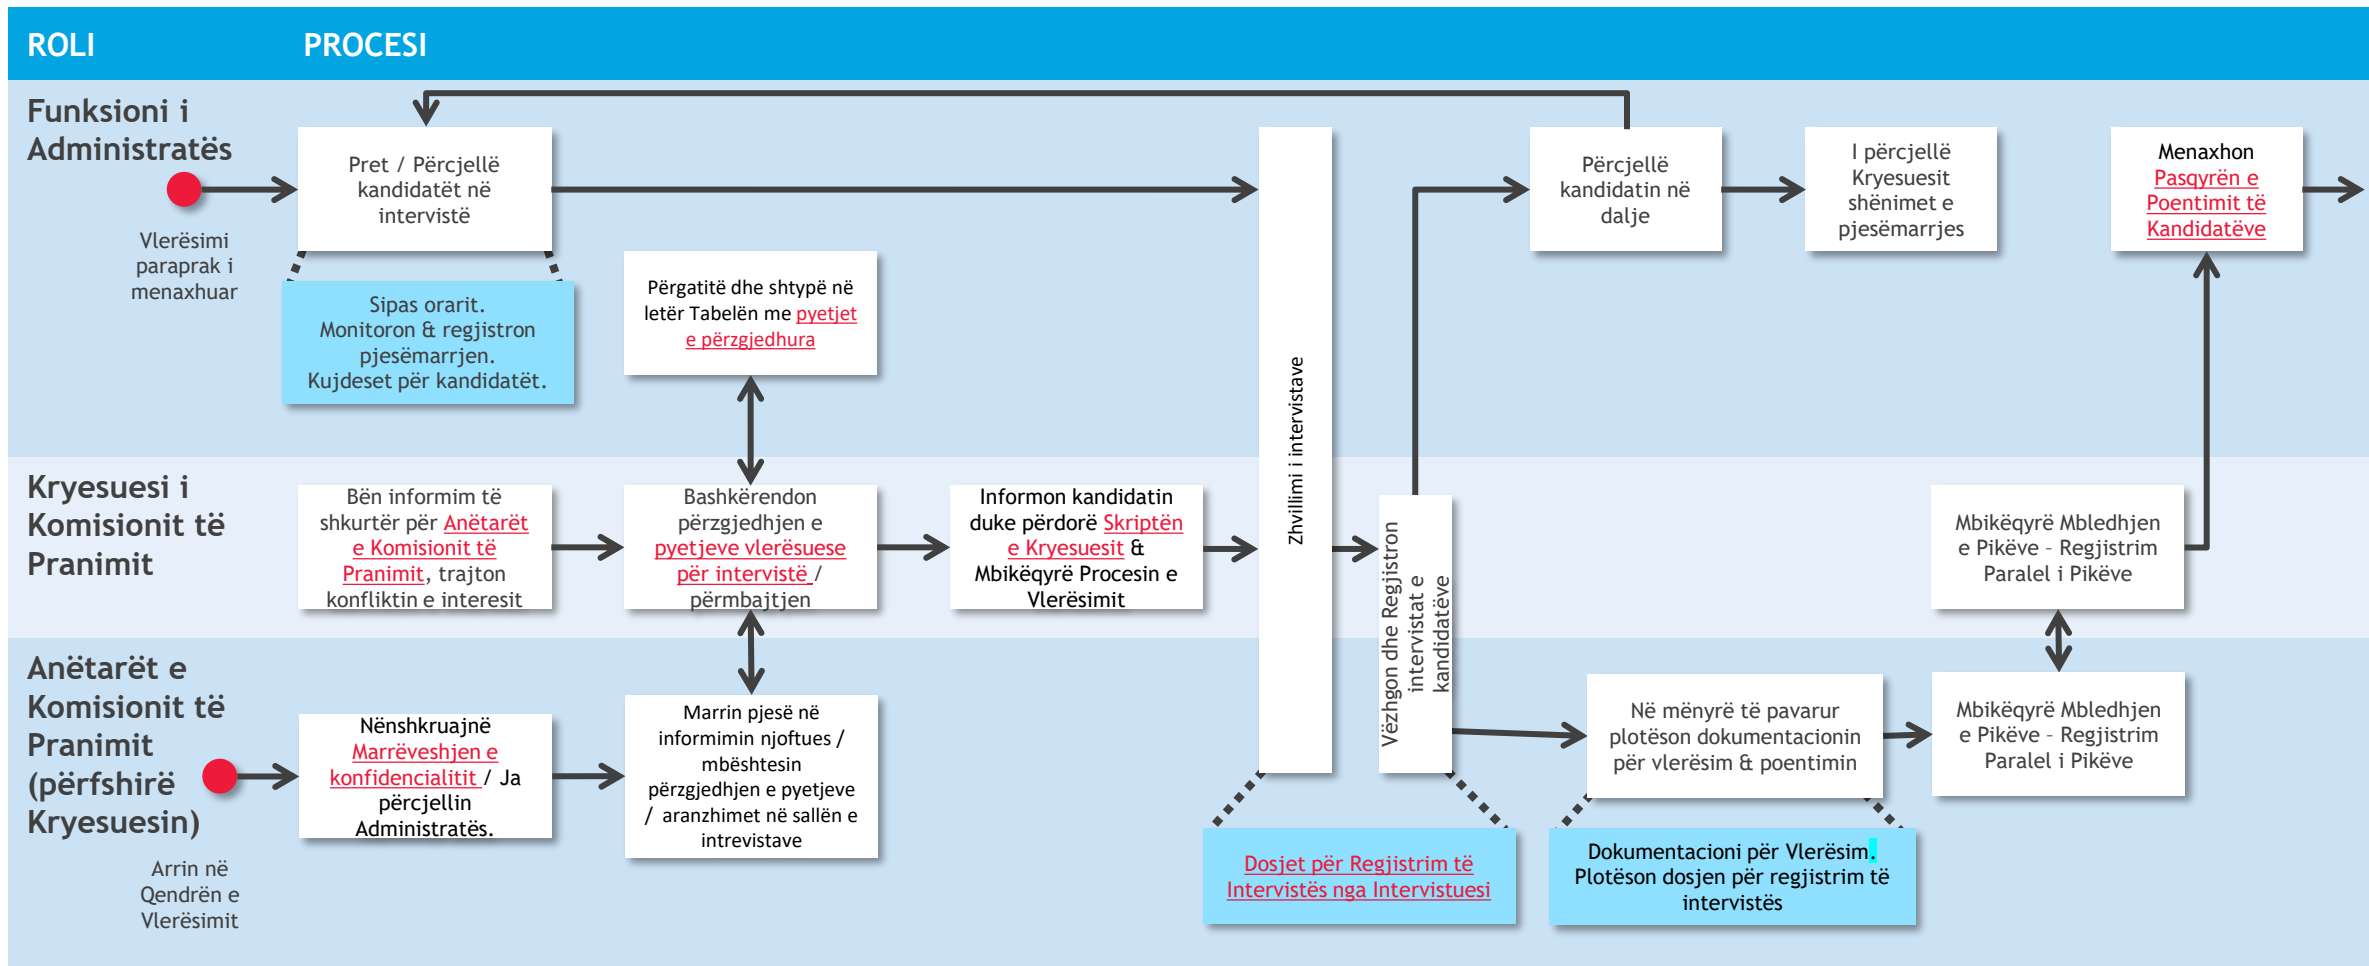 ROLI
PROCESI
Funksioni i
Administratës
Vlerësimi
paraprak i
menaxhuar
Pret / Përcjellë
kandidatët në
intervistë
Sipas orarit.
Monitoron & regjistron
pjesëmarrjen.
Kujdeset për kandidatët.
Përgatitë dhe shtypë në
letër Tabelën me pyetjet
e përzgjedhura
Zhvillimi i intervistave
Përcjellë
kandidatin në
dalje
I përcjellë
Kryesuesit
shënimet e
pjesëmarrjes
Menaxhon
Pasqyrën e
Poentimit të
Kandidatëve
Kryesuesi i
Komisionit të
Pranimit
Bën informim të
shkurtër për Anëtarët
e Komisionit të
Pranimit, trajton
konfliktin e interesit
Bashkërendon
përzgjedhjen e
pyetjeve vlerësuese
për intervistë /
përmbajtjen
Informon kandidatin
duke përdorë Skriptën
e Kryesuesit &
Mbikëqyrë Procesin e
Vlerësimit
Vëzhgon dhe Regjistron
intervistat e
kandidatëve
Mbikëqyrë Mbledhjen
e Pikëve – Regjistrim
Paralel i Pikëve
Anëtarët e
Komisionit të
Pranimit
(përfshirë
Kryesuesin)
Arrin në
Qendrën e
Vlerësimit
Nënshkruajnë
Marrëveshjen e
konfidencialitit / Ja
përcjellin
Administratës.
Marrin pjesë në
informimin njoftues /
mbështesin
përzgjedhjen e pyetjeve
/ aranzhimet në sallën e
intrevistave
Dosjet për Regjistrim të
Intervistës nga Intervistuesi
Në mënyrë të pavarur
plotëson dokumentacionin
për vlerësim & poentimin
Dokumentacioni për Vlerësim.
Plotëson dosjen për regjistrim të
intervistës
Mbikëqyrë Mbledhjen
e Pikëve – Regjistrim
Paralel i Pikëve